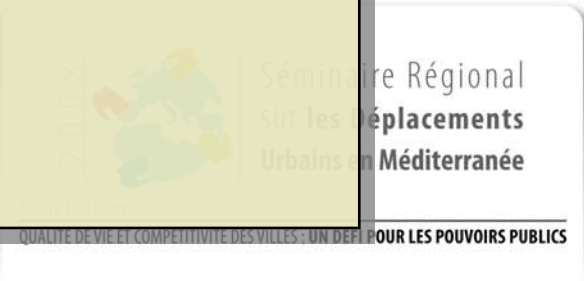 2008
Séminaire Régional
sur les Déplacements
Urbains en Méditerranée
QUALITE DE VIE ET COMPETITIVITE DES VILLES : UN DEFI POUR LES POUVOIRS PUBLICS